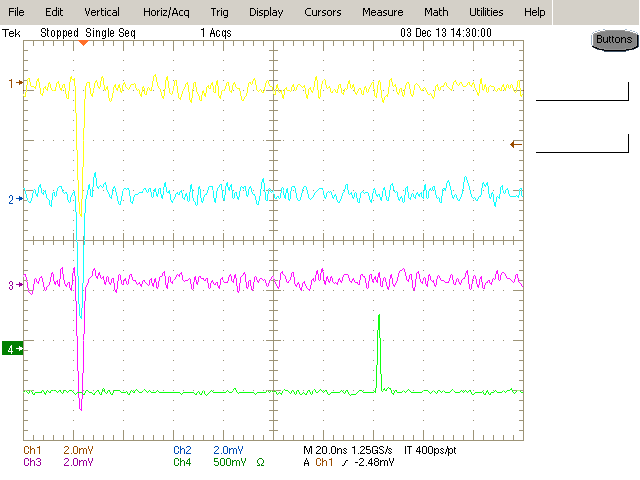 File Edit Vertical Horiz/Acq Trig Display Cursors Measure Math Utilities Help
Tek Stopped Single Seq 1 Acqs 03 Dec 13 14:30:00
Buttons
1
2
3
4
Ch1 2.0mV Ch2 2.0mV M 20.0ns 1.25GS/s IT 400ps/pt
Ch3 2.0mV Ch4 500mV Ω A Ch1 ⁄ -2.48mV